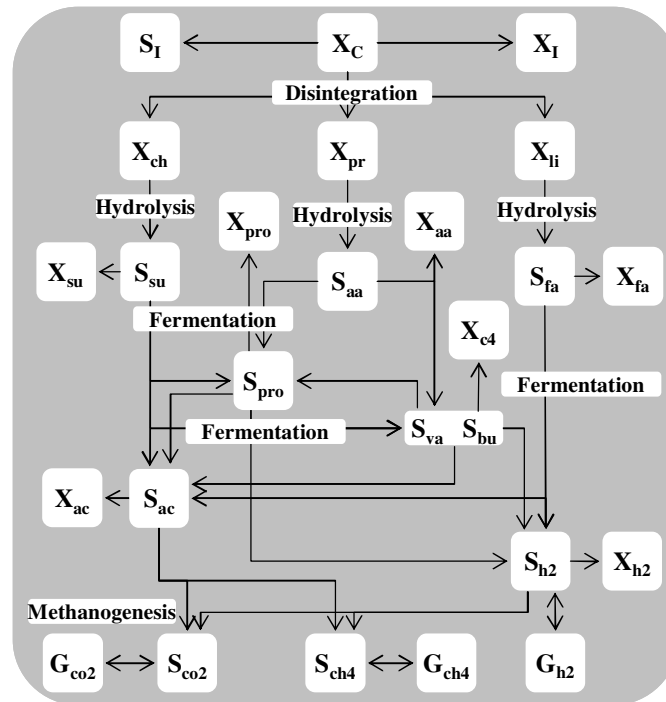 S_I X_C X_I
Disintegration
X_ch X_pr X_li
Hydrolysis Hydrolysis Hydrolysis
X_pro X_aa
X_su S_su S_aa S_fa X_fa
Fermentation X_c4
S_pro Fermentation
Fermentation S_va S_bu
X_ac S_ac
S_h2 X_h2
Methanogenesis
G_co2 S_co2 S_ch4 G_ch4 G_h2